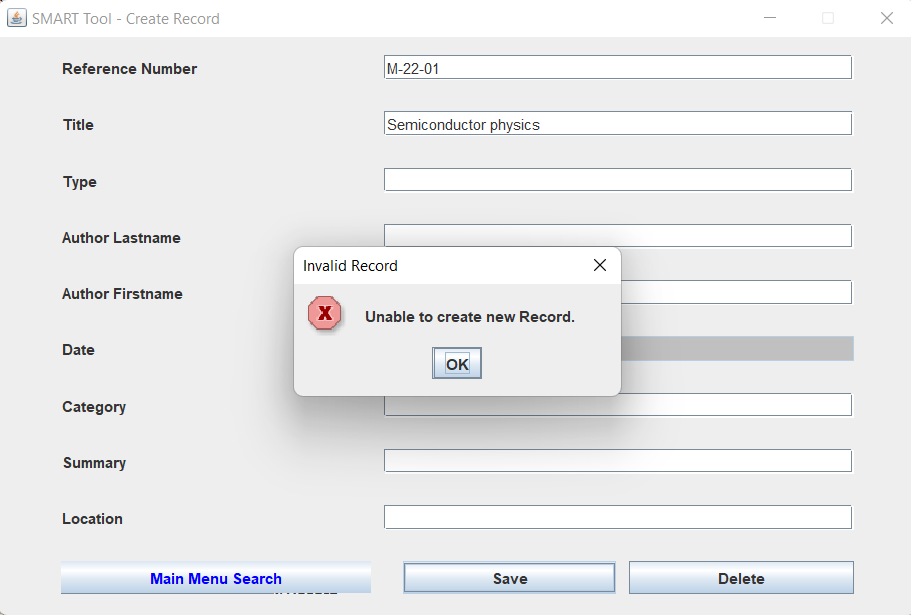 SMART Tool - Create Record
Reference Number M-22-01
Title Semiconductor physics
Type
Author Lastname
Invalid Record
Author Firstname
Unable to create new Record.
Date
OK
Category
Summary
Location
Main Menu Search Save Delete